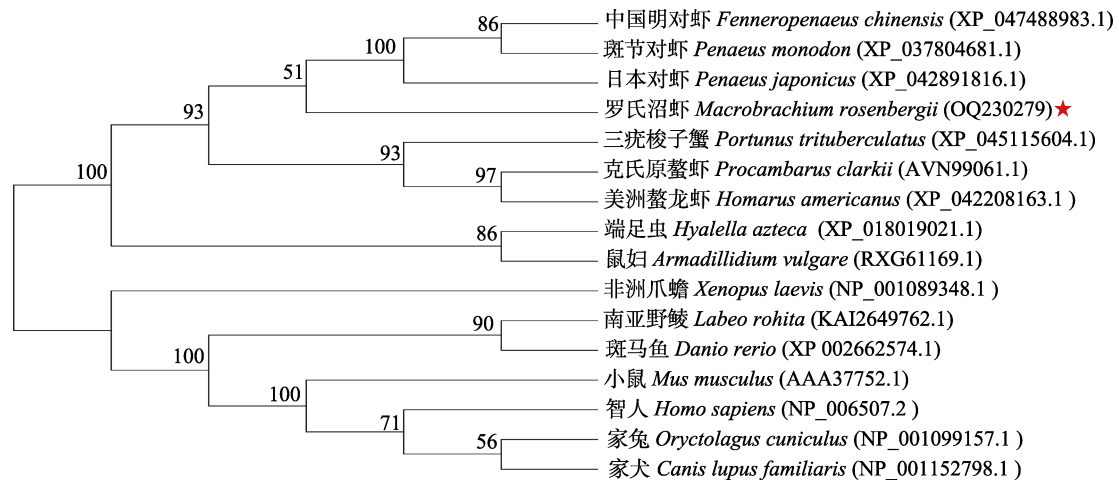 中国明对虾 Fenneropenaeus chinensis (XP_047488983.1)
斑节对虾 Penaeus monodon (XP_037804681.1)
日本对虾 Penaeus japonicus (XP_042891816.1)
罗氏沼虾 Macrobrachium rosenbergii (OQ230279)★
三疣梭子蟹 Portunus trituberculatus (XP_045115604.1)
克氏原螯虾 Procambarus clarkii (AVN99061.1)
美洲螯龙虾 Homarus americanus (XP_042208163.1 )
端足虫 Hyalella azteca (XP_018019021.1)
鼠妇 Armadillidium vulgare (RXG61169.1)
非洲爪蟾 Xenopus laevis (NP_001089348.1 )
南亚野鲮 Labeo rohita (KAI2649762.1)
斑马鱼 Danio rerio (XP 002662574.1)
小鼠 Mus musculus (AAA37752.1)
智人 Homo sapiens (NP_006507.2 )
家兔 Oryctolagus cuniculus (NP_001099157.1 )
家犬 Canis lupus familiaris (NP_001152798.1 )
86
100
51
93
93
97
100
86
90
100
100
71
56